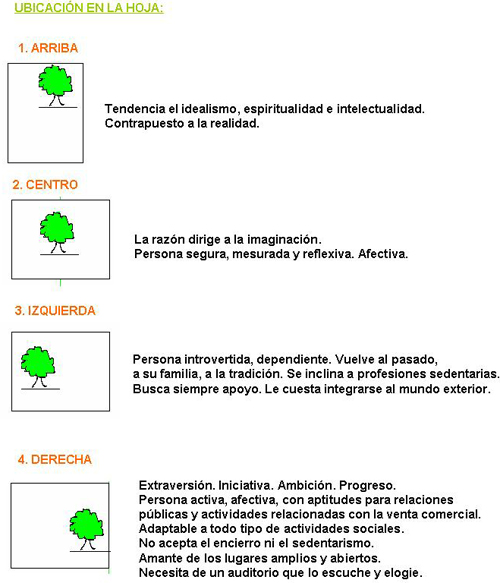 UBICACIÓN EN LA HOJA:
1. ARRIBA
Tendencia el idealismo, espiritualidad e intelectualidad.
Contrapuesto a la realidad.
2. CENTRO
La razón dirige a la imaginación.
Persona segura, mesurada y reflexiva. Afectiva.
3. IZQUIERDA
Persona introvertida, dependiente. Vuelve al pasado,
a su familia, a la tradición. Se inclina a profesiones sedentarias.
Busca siempre apoyo. Le cuesta integrarse al mundo exterior.
4. DERECHA
Extraversión. Iniciativa. Ambición. Progreso.
Persona activa, afectiva, con aptitudes para relaciones
públicas y actividades relacionadas con la venta comercial.
Adaptable a todo tipo de actividades sociales.
No acepta el encierro ni el sedentarismo.
Amante de los lugares amplios y abiertos.
Necesita de un auditorio que lo escuche y elogie.